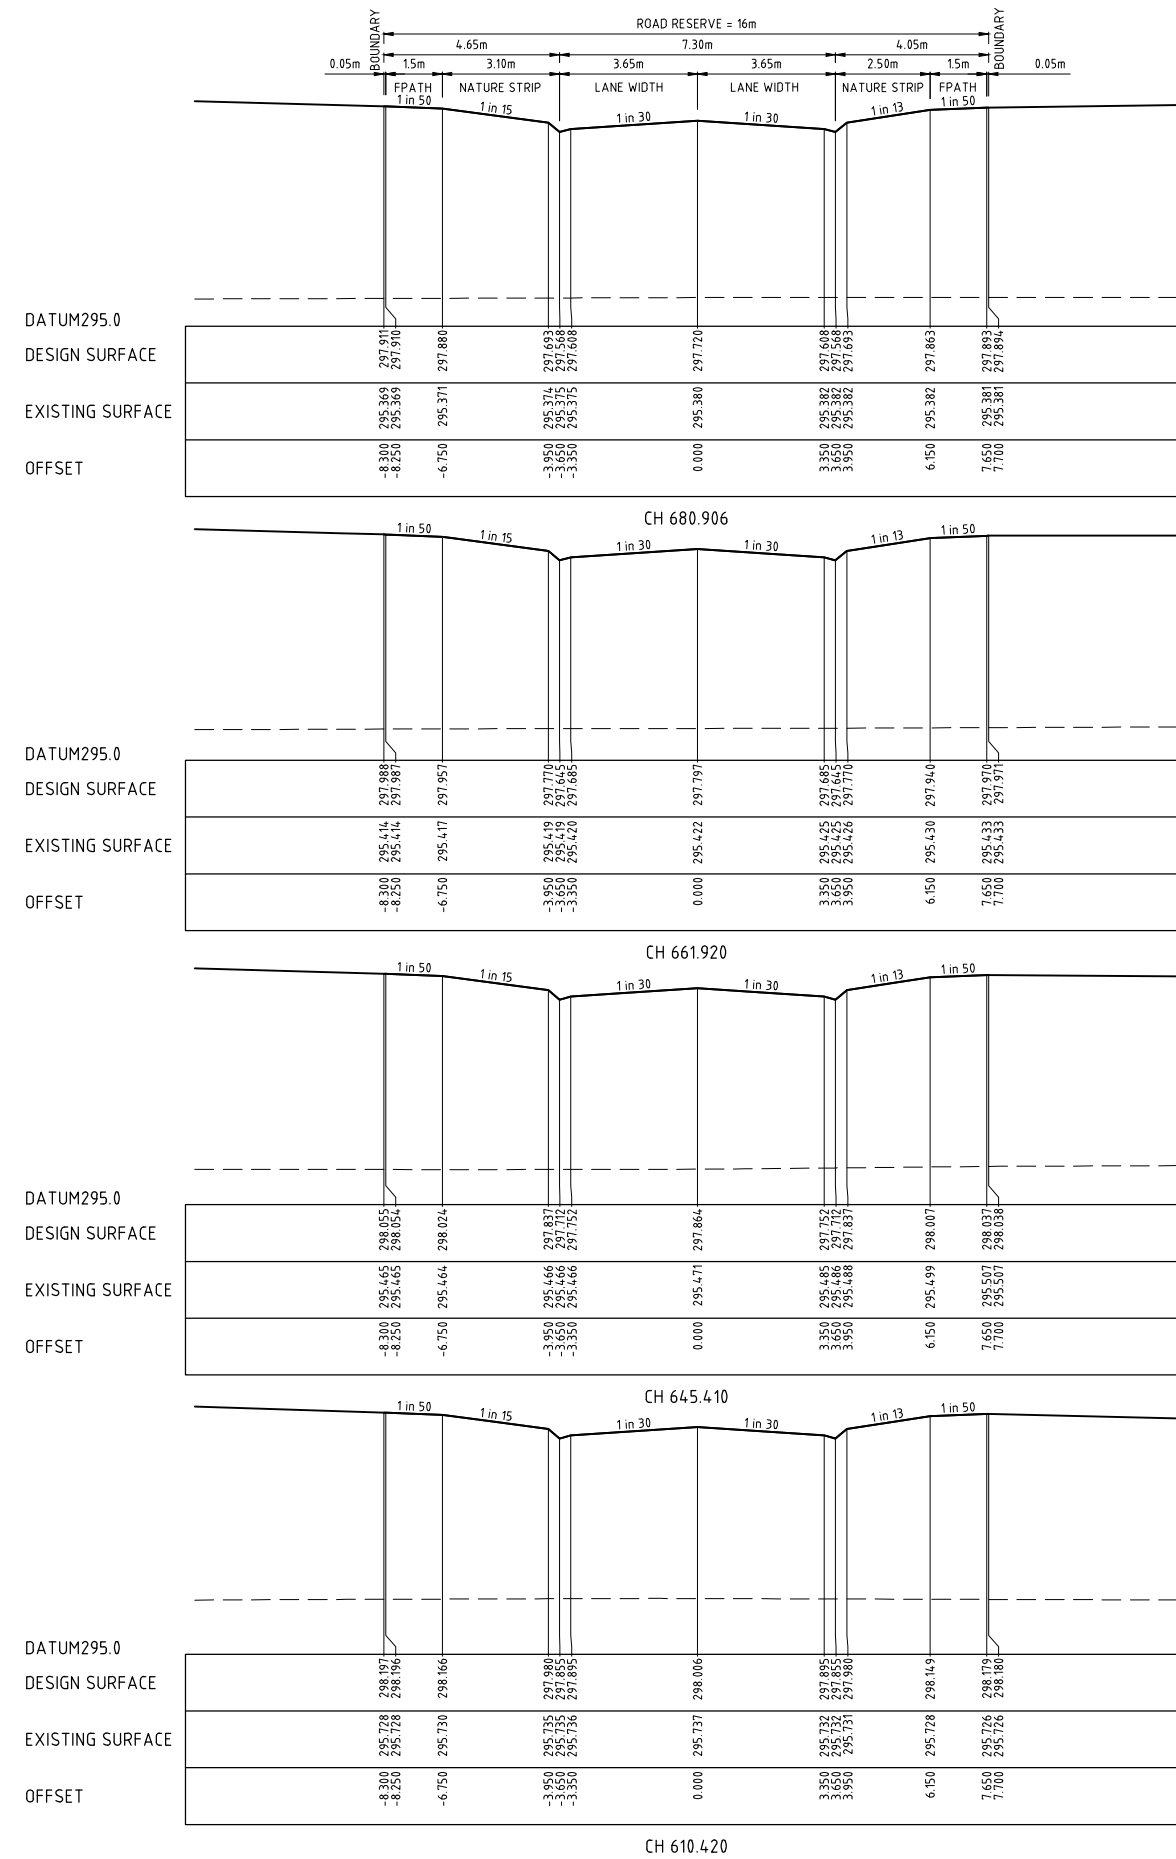 ROAD RESERVE = 16m
BOUNDARY
BOUNDARY
4.65m 7.30m 4.05m
0.05m 1.5m 3.10m 3.65m 3.65m 2.50m 1.5m 0.05m
FPATH NATURE STRIP LANE WIDTH LANE WIDTH NATURE STRIP FPATH
1 in 50 1 in 15 1 in 30 1 in 30 1 in 13 1 in 50
DATUM295.0
DESIGN SURFACE 297.911 297.910 297.880 297.693 297.568 297.608 297.720 297.608 297.568 297.693 297.863 297.893 297.894
EXISTING SURFACE 295.369 295.369 295.371 295.374 295.375 295.375 295.380 295.382 295.382 295.382 295.382 295.381 295.381
OFFSET -8.300 -8.250 -6.750 -3.950 -3.650 -3.350 0.000 3.350 3.650 3.950 6.150 7.650 7.700
CH 680.906
1 in 50 1 in 15 1 in 30 1 in 30 1 in 13 1 in 50
DATUM295.0
DESIGN SURFACE 297.988 297.987 297.957 297.770 297.645 297.685 297.797 297.685 297.645 297.770 297.940 297.970 297.971
EXISTING SURFACE 295.414 295.414 295.417 295.419 295.419 295.420 295.422 295.425 295.425 295.426 295.430 295.433 295.433
OFFSET -8.300 -8.250 -6.750 -3.950 -3.650 -3.350 0.000 3.350 3.650 3.950 6.150 7.650 7.700
CH 661.920
1 in 50 1 in 15 1 in 30 1 in 30 1 in 13 1 in 50
DATUM295.0
DESIGN SURFACE 298.055 298.054 298.024 297.837 297.712 297.752 297.864 297.752 297.712 297.837 298.007 298.037 298.038
EXISTING SURFACE 295.465 295.465 295.464 295.466 295.466 295.466 295.471 295.485 295.486 295.488 295.499 295.507 295.507
OFFSET -8.300 -8.250 -6.750 -3.950 -3.650 -3.350 0.000 3.350 3.650 3.950 6.150 7.650 7.700
CH 645.410
1 in 50 1 in 15 1 in 30 1 in 30 1 in 13 1 in 50
DATUM295.0
DESIGN SURFACE 298.197 298.196 298.166 297.980 297.855 297.895 298.006 297.895 297.855 297.980 298.149 298.179 298.180
EXISTING SURFACE 295.728 295.728 295.730 295.735 295.735 295.736 295.737 295.732 295.732 295.731 295.728 295.726 295.726
OFFSET -8.300 -8.250 -6.750 -3.950 -3.650 -3.350 0.000 3.350 3.650 3.950 6.150 7.650 7.700
CH 610.420